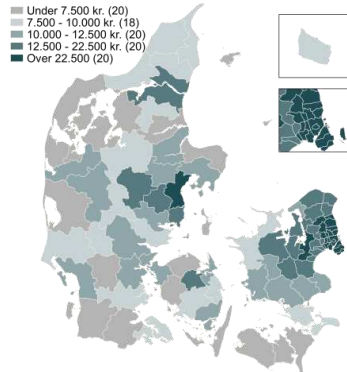 Under 7.500 kr. (20)
7.500 - 10.000 kr. (18)
10.000 - 12.500 kr. (20)
12.500 - 22.500 kr. (20)
Over 22.500 (20)